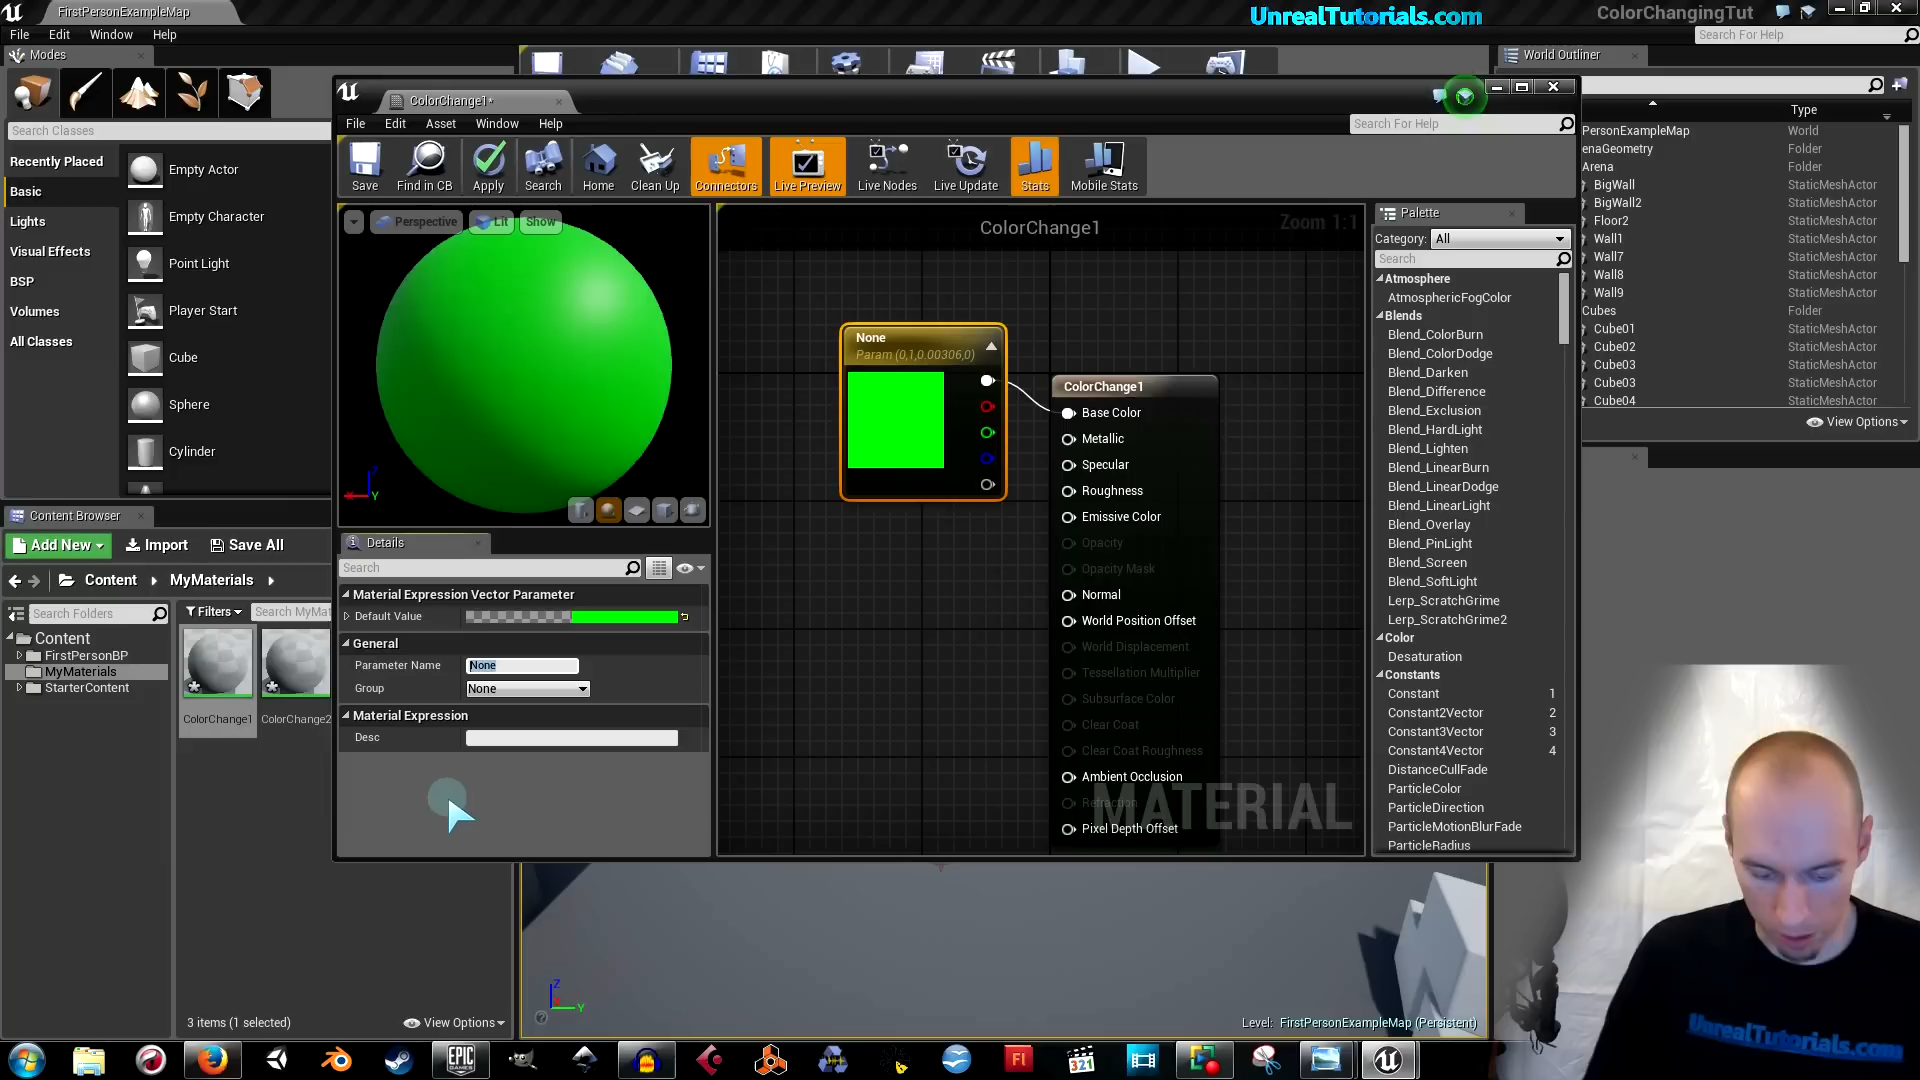 FirstPersonExampleMap
UnrealTutorials.com
ColorChangingTut
File Edit Window Help
Search For Help
Modes
World Outliner
Search Classes
Type
Recently Placed
Basic
Lights
Visual Effects
BSP
Volumes
All Classes
Empty Actor
Empty Character
Point Light
Player Start
Cube
Sphere
Cylinder
ColorChange1*
File Edit Asset Window Help
Search For Help
Save
Find in CB
Apply
Search
Home
Clean Up
Connectors
Live Preview
Live Nodes
Live Update
Stats
Mobile Stats
Perspective
Lit
Show
Z
Y
ColorChange1
Zoom 1:1
None
Param (0,1,0.00306,0)
ColorChange1
Base Color
Metallic
Specular
Roughness
Emissive Color
Opacity
Opacity Mask
Normal
World Position Offset
World Displacement
Tessellation Multiplier
Subsurface Color
Clear Coat
Clear Coat Roughness
Ambient Occlusion
Refraction
Pixel Depth Offset
MATERIAL
Details
Search
Material Expression Vector Parameter
Default Value
General
Parameter Name None
Group None
Material Expression
Desc
Palette
Category: All
Search
Atmosphere
AtmosphericFogColor
Blends
Blend_ColorBurn
Blend_ColorDodge
Blend_Darken
Blend_Difference
Blend_Exclusion
Blend_HardLight
Blend_Lighten
Blend_LinearBurn
Blend_LinearDodge
Blend_LinearLight
Blend_Overlay
Blend_PinLight
Blend_Screen
Blend_SoftLight
Lerp_ScratchGrime
Lerp_ScratchGrime2
Color
Desaturation
Constants
Constant 1
Constant2Vector 2
Constant3Vector 3
Constant4Vector 4
DistanceCullFade
ParticleColor
ParticleDirection
ParticleMotionBlurFade
ParticleRadius
PersonExampleMap World
enaGeometry Folder
Arena Folder
BigWall StaticMeshActor
BigWall2 StaticMeshActor
Floor2 StaticMeshActor
Wall1 StaticMeshActor
Wall7 StaticMeshActor
Wall8 StaticMeshActor
Wall9 StaticMeshActor
Cubes Folder
Cube01 StaticMeshActor
Cube02 StaticMeshActor
Cube03 StaticMeshActor
Cube03 StaticMeshActor
Cube04 StaticMeshActor
View Options
Content Browser
Add New
Import
Save All
Content MyMaterials
Search Folders
Filters
Search MyMat
Content
FirstPersonBP
MyMaterials
StarterContent
ColorChange1
ColorChange2
3 items (1 selected)
View Options
Z
Y
Level: FirstPersonExampleMap (Persistent)
UnrealTutorials.com
EPIC
GAMES
Fl
321